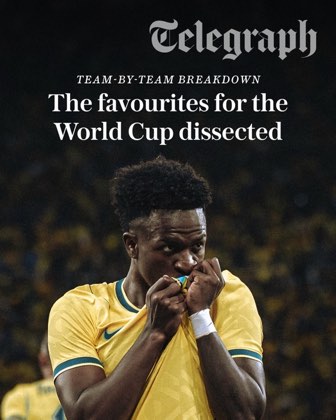 Telegraph
TEAM-BY-TEAM BREAKDOWN
The favourites for the
World Cup dissected